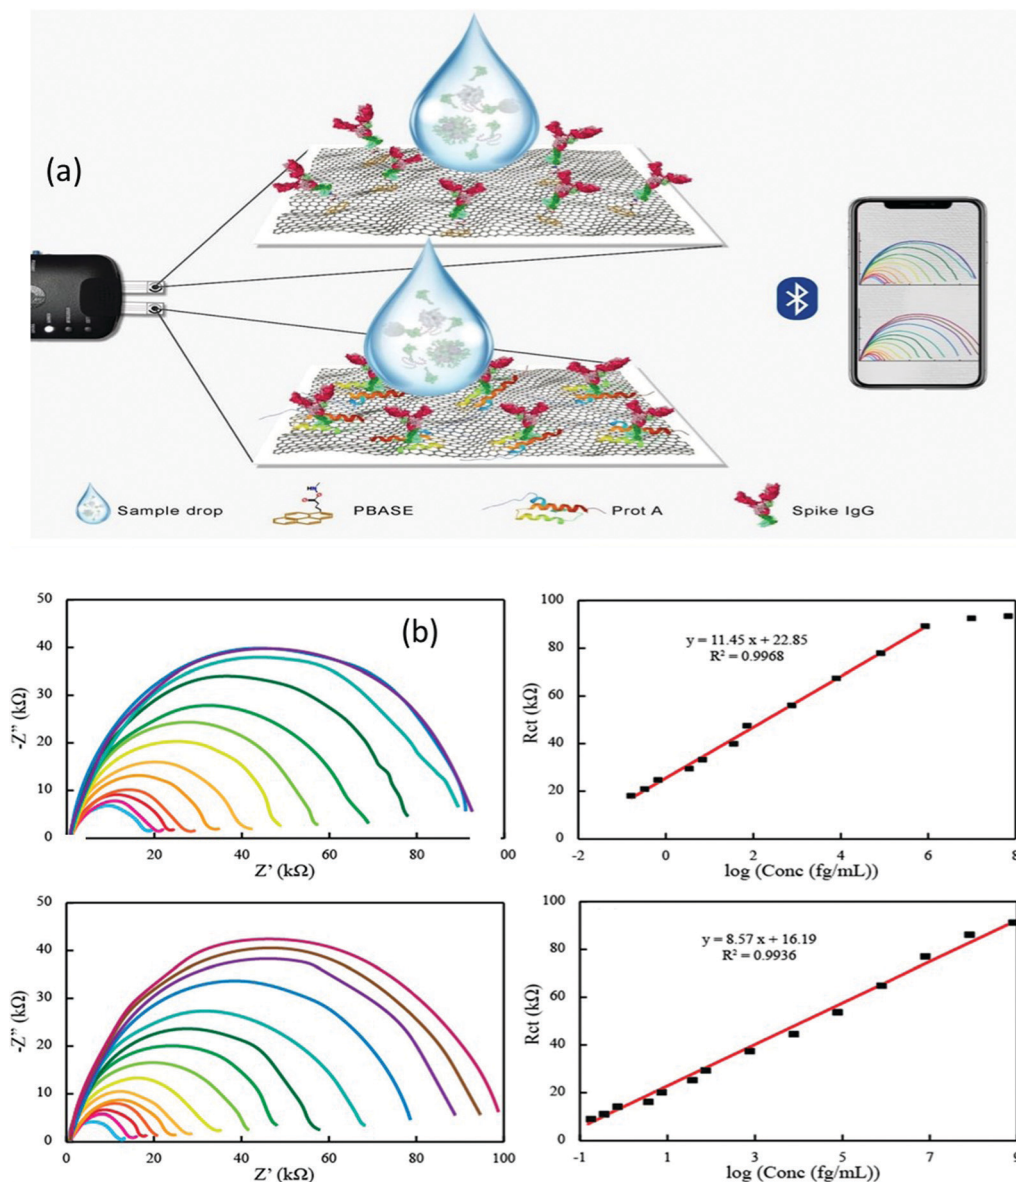 (a)
Sample drop
PBASE
Prot A
Spike IgG
HN
O
O
(b)
50
40
30
20
10
0
-Z” (kΩ)
20
40
60
80
00
Z’ (kΩ)
100
80
60
40
20
0
Rct (kΩ)
y = 11.45 x + 22.85
R² = 0.9968
-2
0
2
4
6
8
log (Conc (fg/mL))
50
40
30
20
10
0
-Z” (kΩ)
0
20
40
60
80
100
Z’ (kΩ)
100
80
60
40
20
0
Rct (kΩ)
y = 8.57 x + 16.19
R² = 0.9936
-1
1
3
5
7
9
log (Conc (fg/mL))